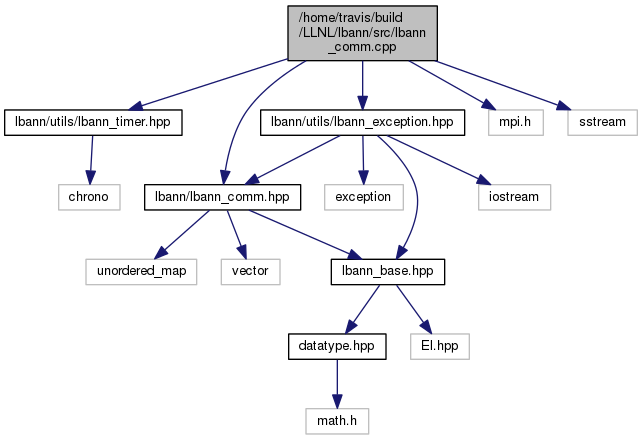 /home/travis/build
/LLNL/lbann/src/lbann
_comm.cpp
lbann/utils/lbann_timer.hpp
lbann/utils/lbann_exception.hpp
mpi.h
sstream
chrono
lbann/lbann_comm.hpp
exception
iostream
unordered_map
vector
lbann_base.hpp
datatype.hpp
El.hpp
math.h